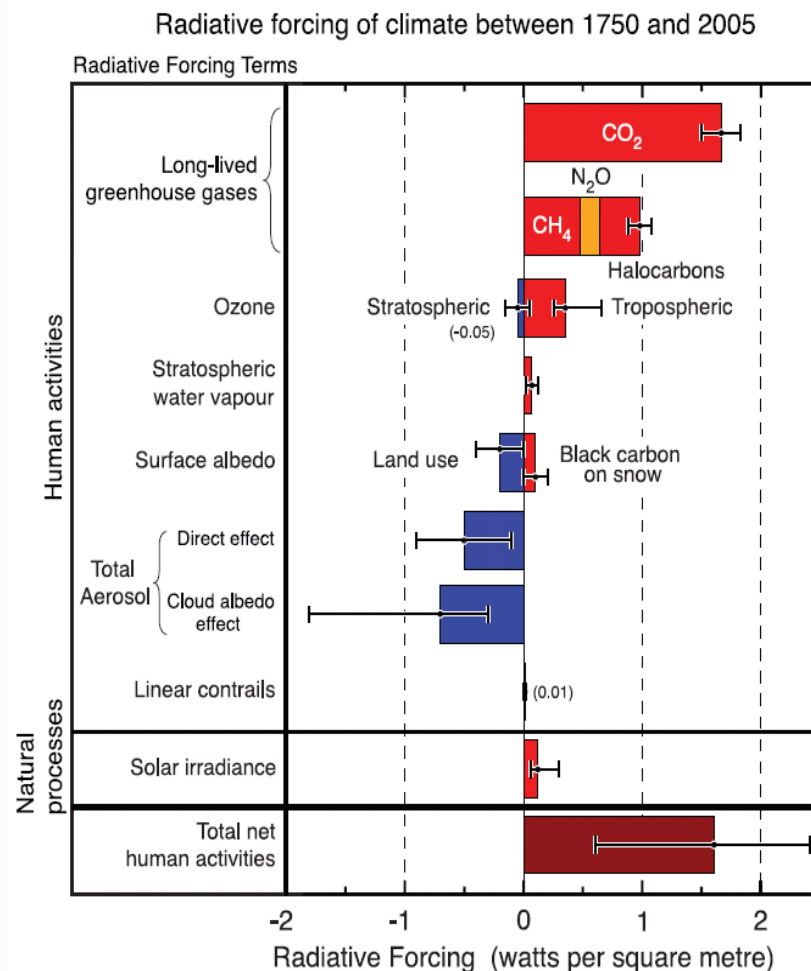 Radiative forcing of climate between 1750 and 2005
Radiative Forcing Terms
Human activities
Long-lived
greenhouse gases
CO₂
N₂O
CH₄
Halocarbons
Ozone
Stratospheric
(-0.05)
Tropospheric
Stratospheric
water vapour
Surface albedo
Land use
Black carbon
on snow
Total
Aerosol
Direct effect
Cloud albedo
effect
Linear contrails
(0.01)
Natural
processes
Solar irradiance
Total net
human activities
-2 -1 0 1 2
Radiative Forcing (watts per square metre)